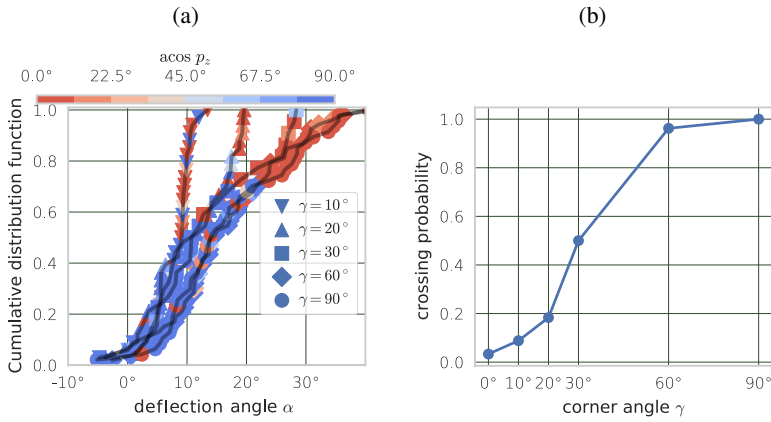 (a)
acos p_z
0.0° 22.5° 45.0° 67.5° 90.0°
Cumulative distribution function
1.0
0.8
0.6
0.4
0.2
0.0
γ = 10°
γ = 20°
γ = 30°
γ = 60°
γ = 90°
-10° 0° 10° 20° 30°
deflection angle α
(b)
crossing probability
1.0
0.8
0.6
0.4
0.2
0.0
0° 10° 20° 30° 60° 90°
corner angle γ